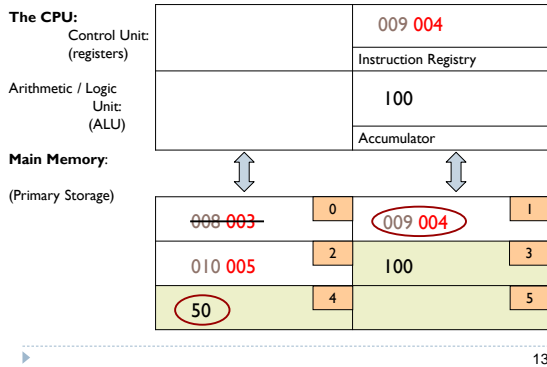 The CPU:
Control Unit:
(registers)
009 004
Instruction Registry
Arithmetic / Logic
Unit:
(ALU)
100
Accumulator
Main Memory:
(Primary Storage)
008 003
0
009 004
1
010 005
2
100
3
50
4
5
13